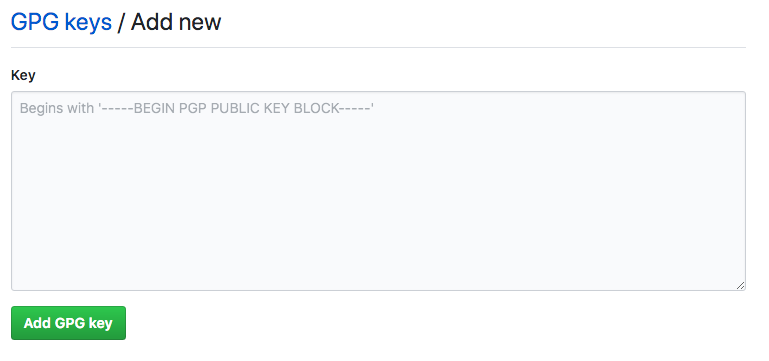 GPG keys / Add new
Key
Begins with '-----BEGIN PGP PUBLIC KEY BLOCK-----'
Add GPG key